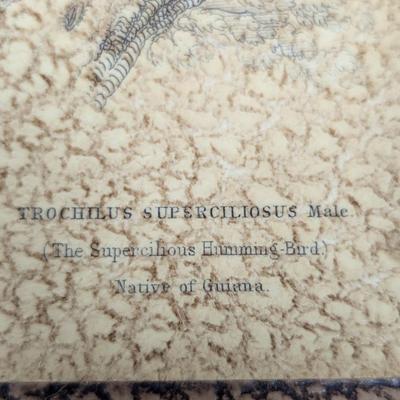 TROCHILUS SUPERCILIOSUS Male.
(The Supercilious Humming-Bird.)
Native of Guiana.